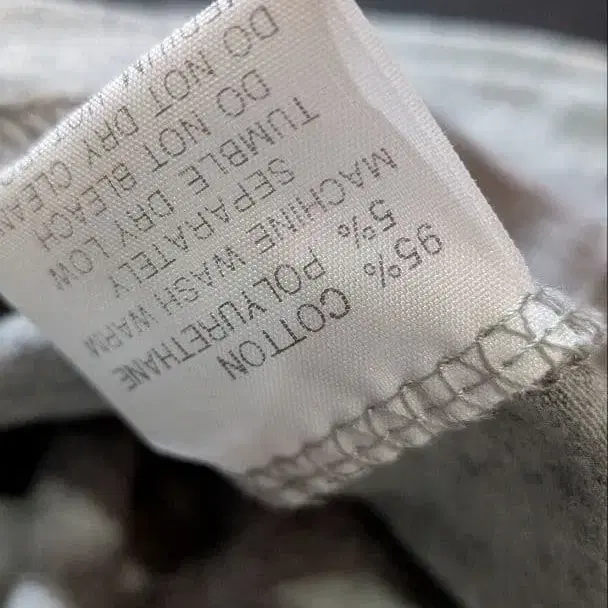 95% COTTON
5% POLYURETHANE
MACHINE WASH WARM
SEPARATELY
TUMBLE DRY LOW
DO NOT BLEACH
DO NOT DRY CLEAN